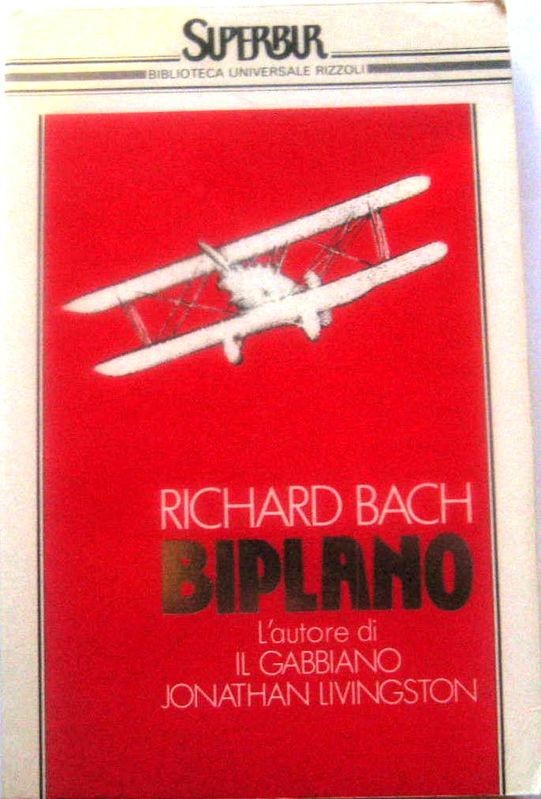 SUPERBUR
BIBLIOTECA UNIVERSALE RIZZOLI
RICHARD BACH
BIPLANO
L'autore di
IL GABBIANO
JONATHAN LIVINGSTON